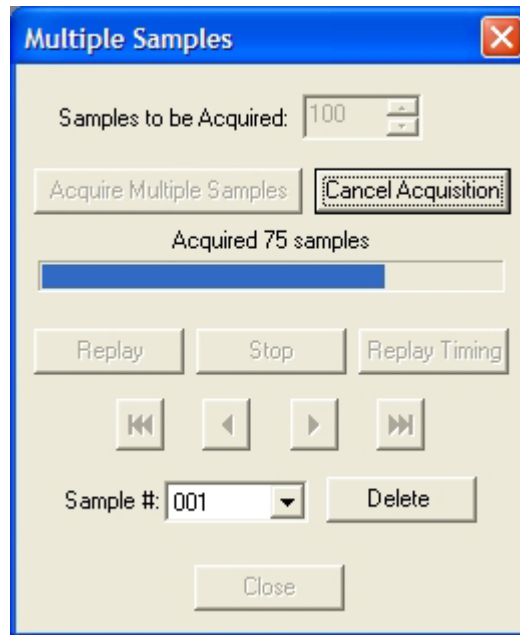 Multiple Samples
Samples to be Acquired: 100
Acquire Multiple Samples Cancel Acquisition
Acquired 75 samples
Replay Stop Replay Timing
Sample #: 001 Delete
Close